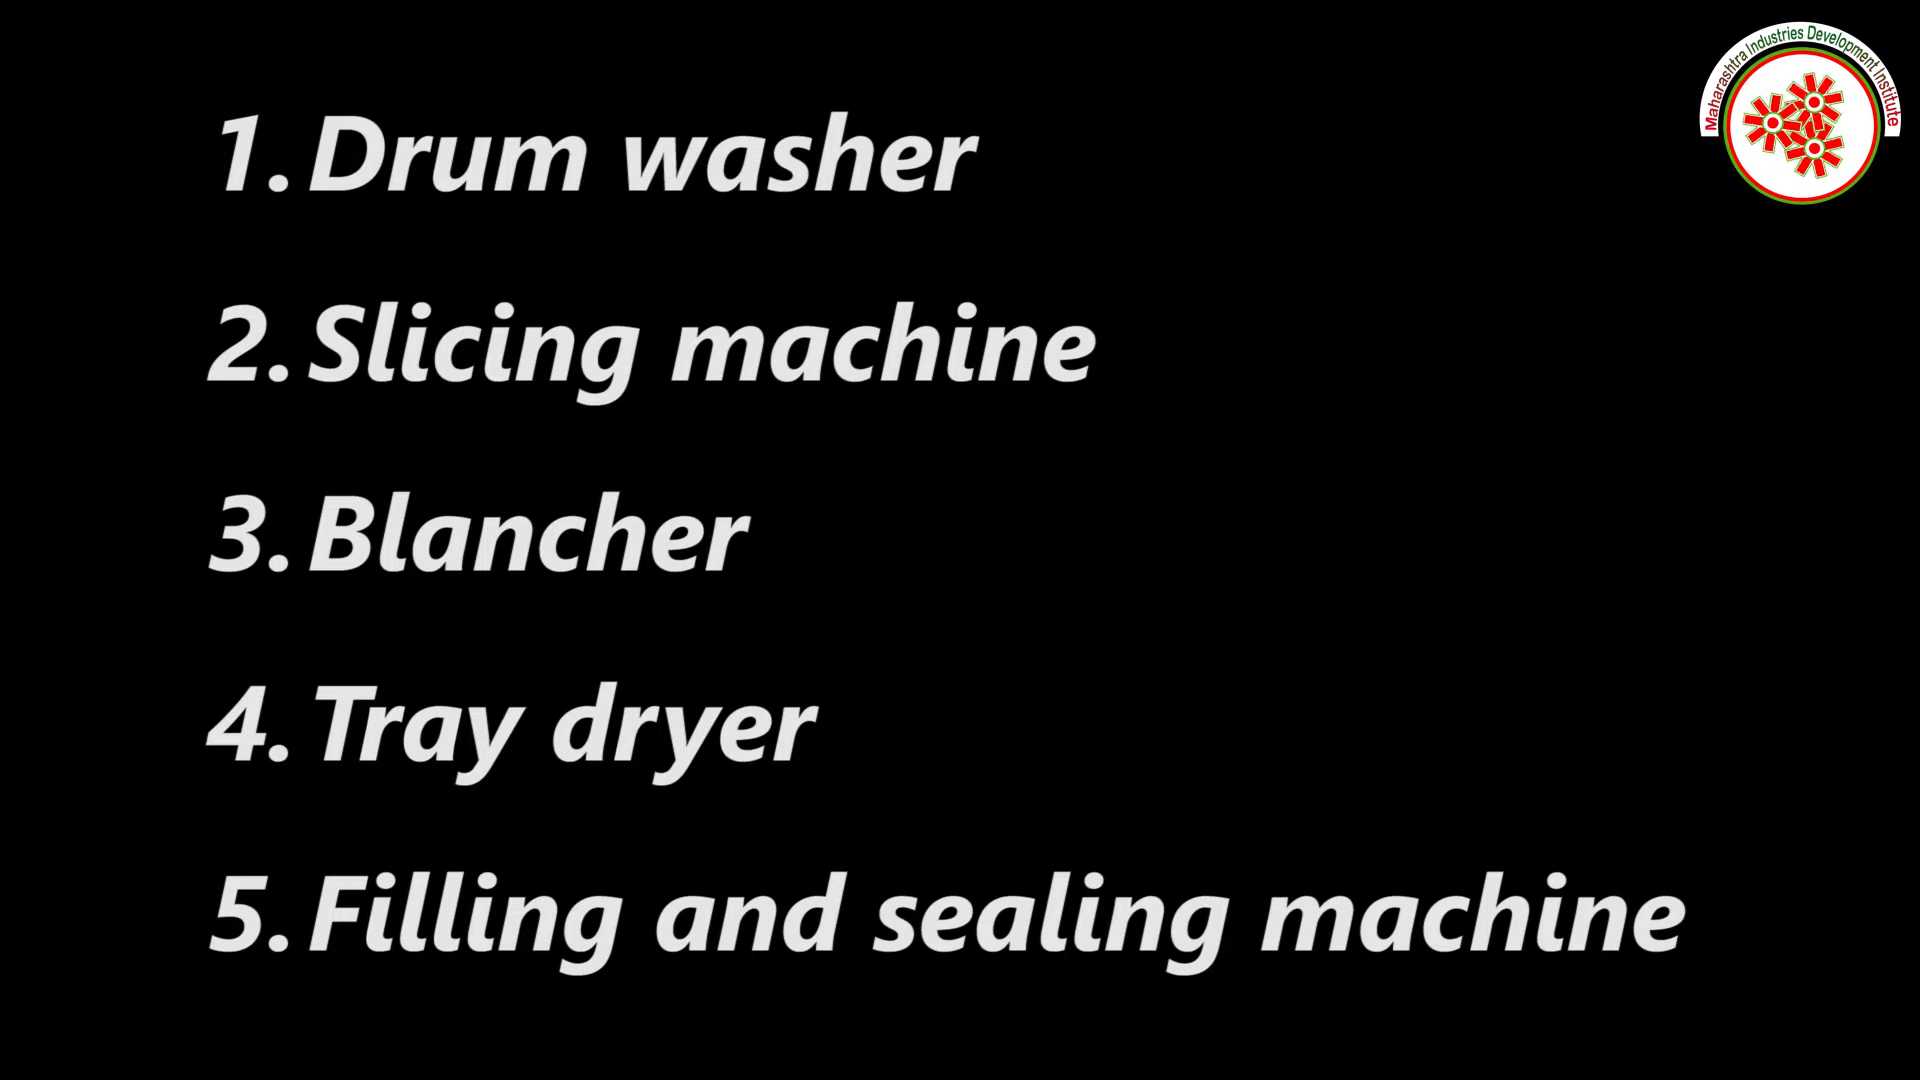 Maharashtra Industries Development Institute
1. Drum washer
2. Slicing machine
3. Blancher
4. Tray dryer
5. Filling and sealing machine